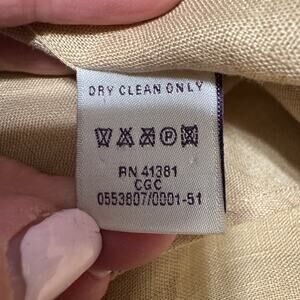 DRY CLEAN ONLY
RN 41381
CGC
0553807/0001-51